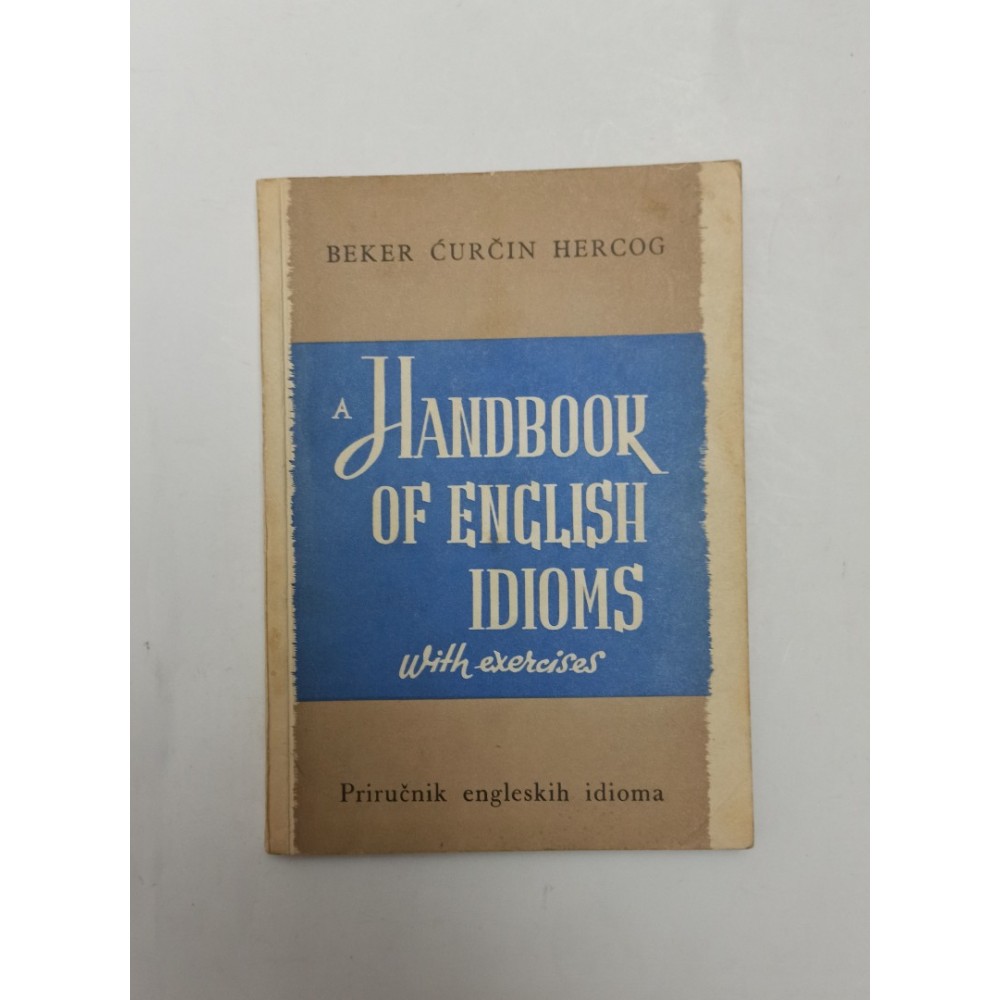 BEKER ĆURČIN HERCOG
A HANDBOOK
OF ENGLISH
IDIOMS
with exercises
Priručnik engleskih idioma